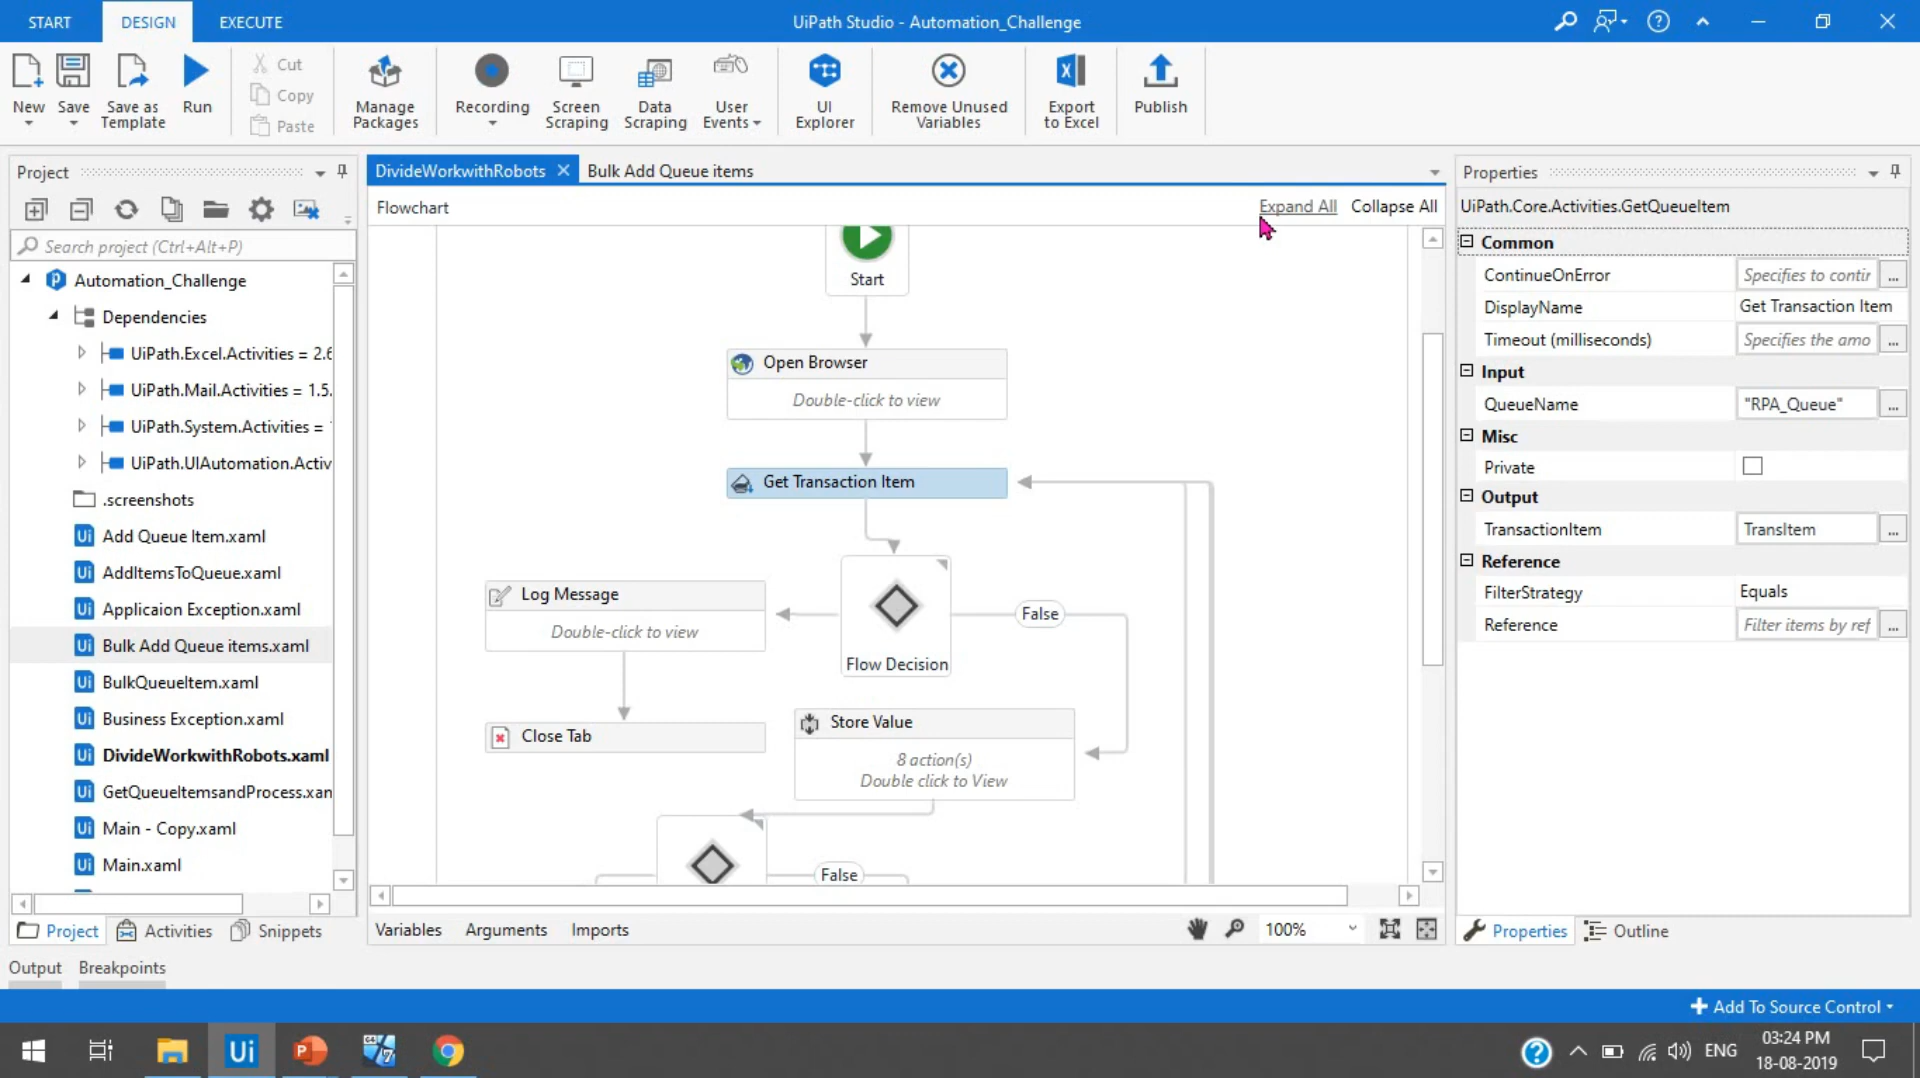 START
DESIGN
EXECUTE
UiPath Studio - Automation_Challenge
New
Save
Save as
Template
Run
Cut
Copy
Paste
Manage
Packages
Recording
Screen
Scraping
Data
Scraping
User
Events
UI
Explorer
Remove Unused
Variables
Export
to Excel
Publish
Project
Search project (Ctrl+Alt+P)
Automation_Challenge
Dependencies
UiPath.Excel.Activities = 2.6
UiPath.Mail.Activities = 1.5.
UiPath.System.Activities =
UiPath.UIAutomation.Activ
.screenshots
Add Queue Item.xaml
AddItemsToQueue.xaml
Applicaion Exception.xaml
Bulk Add Queue items.xaml
BulkQueueItem.xaml
Business Exception.xaml
DivideWorkwithRobots.xaml
GetQueueItemsandProcess.xan
Main - Copy.xaml
Main.xaml
Project
Activities
Snippets
DivideWorkwithRobots
Bulk Add Queue items
Flowchart
Expand All
Collapse All
Start
Open Browser
Double-click to view
Get Transaction Item
Log Message
Double-click to view
False
Flow Decision
Close Tab
Store Value
8 action(s)
Double click to View
False
Variables
Arguments
Imports
100%
Properties
UiPath.Core.Activities.GetQueueItem
Common
ContinueOnError
Specifies to contir
DisplayName
Get Transaction Item
Timeout (milliseconds)
Specifies the amo
Input
QueueName
"RPA_Queue"
Misc
Private
Output
TransactionItem
TransItem
Reference
FilterStrategy
Equals
Reference
Filter items by ref
Properties
Outline
Output
Breakpoints
Add To Source Control
Ui
ENG
03:24 PM
18-08-2019